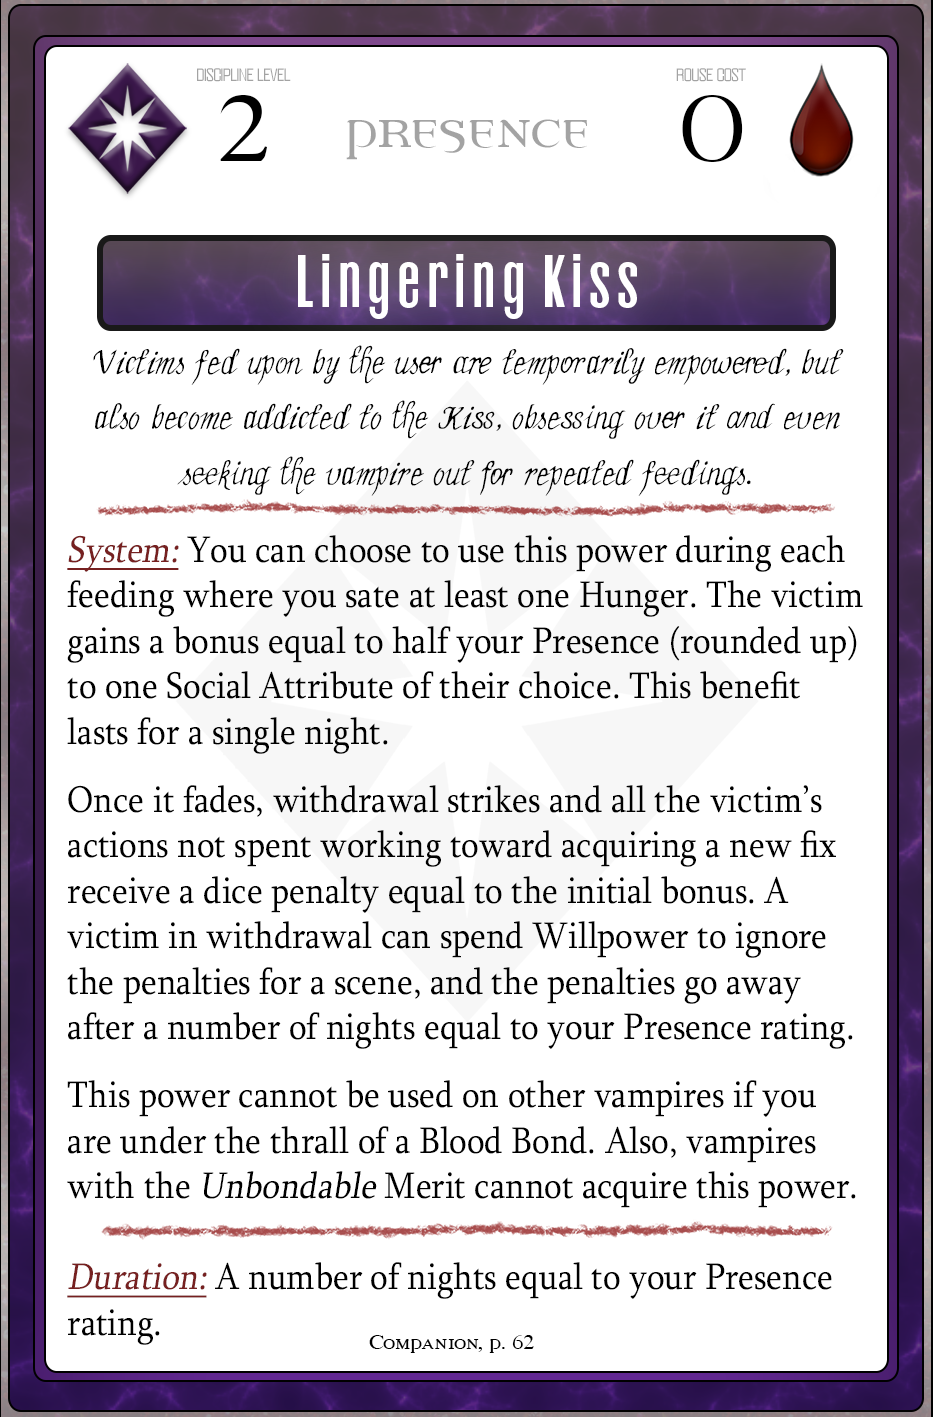 DISCIPLINE LEVEL
2
PRESENCE
ROUSE COST
0
Lingering Kiss
Victims fed upon by the user are temporarily empowered, but
also become addicted to the Kiss, obsessing over it and even
seeking the vampire out for repeated feedings.
System: You can choose to use this power during each
feeding where you sate at least one Hunger. The victim
gains a bonus equal to half your Presence (rounded up)
to one Social Attribute of their choice. This benefit
lasts for a single night.
Once it fades, withdrawal strikes and all the victim’s
actions not spent working toward acquiring a new fix
receive a dice penalty equal to the initial bonus. A
victim in withdrawal can spend Willpower to ignore
the penalties for a scene, and the penalties go away
after a number of nights equal to your Presence rating.
This power cannot be used on other vampires if you
are under the thrall of a Blood Bond. Also, vampires
with the Unbondable Merit cannot acquire this power.
Duration: A number of nights equal to your Presence
rating.
Companion, p. 62